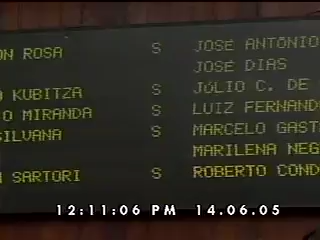 ON ROSA S JOSÉ ANTÔNIO
JOSÉ DIAS
KUBITZA S JÚLIO C. DE
O MIRANDA S LUIZ FERNAND
SILVANA S MARCELO GAST
MARILENA NEG
SARTORI S ROBERTO COND
12:11:06 PM 14.06.05